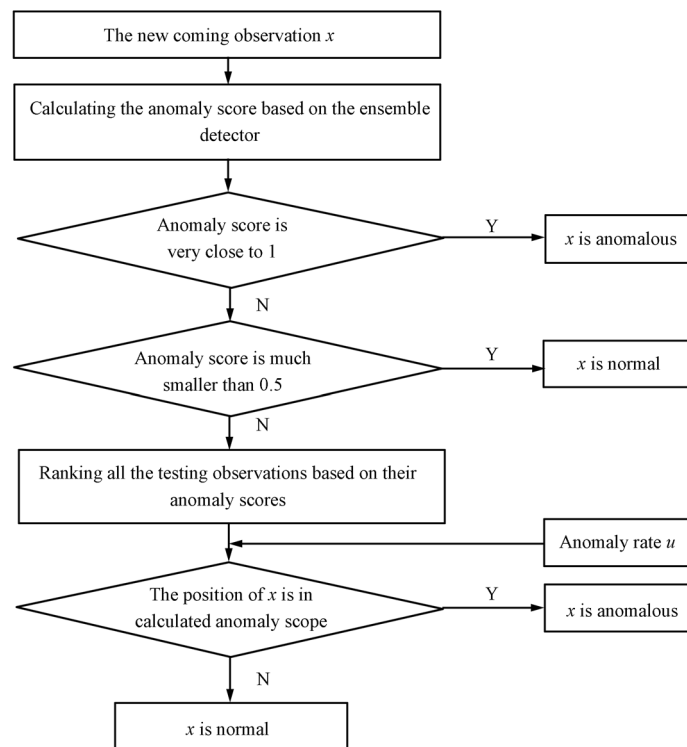 The new coming observation x
Calculating the anomaly score based on the ensemble
detector
Anomaly score is
very close to 1
Y
x is anomalous
N
Anomaly score is much
smaller than 0.5
Y
x is normal
N
Ranking all the testing observations based on their
anomaly scores
Anomaly rate u
The position of x is in
calculated anomaly scope
Y
x is anomalous
N
x is normal